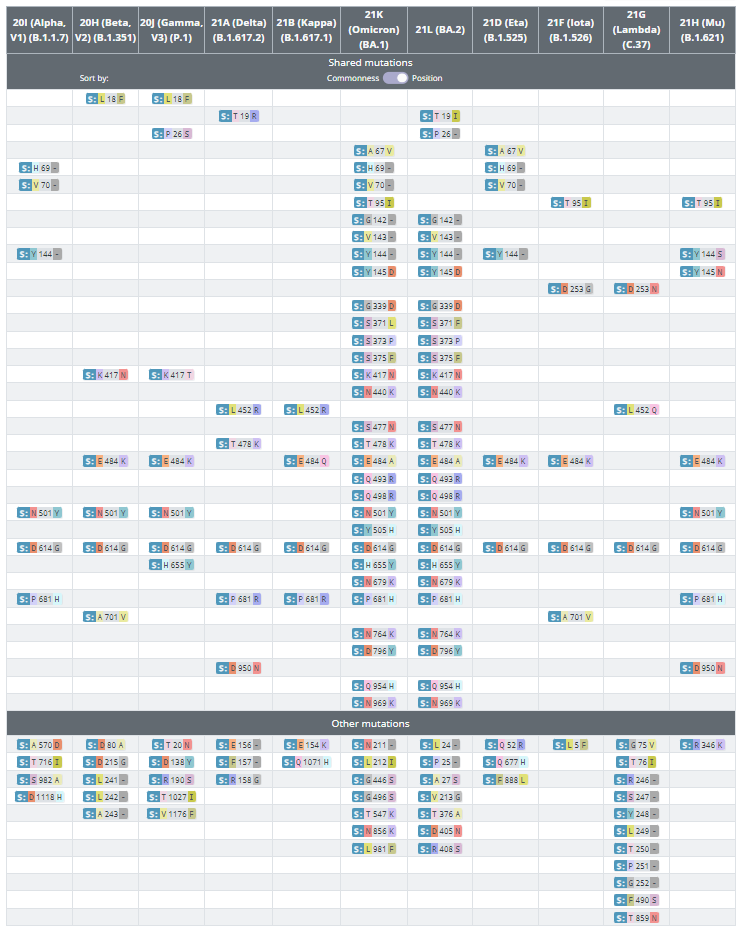 20I (Alpha, V1) (B.1.1.7) 20H (Beta, V2) (B.1.351) 20J (Gamma, V3) (P.1) 21A (Delta) (B.1.617.2) 21B (Kappa) (B.1.617.1) 21K (Omicron) (BA.1) 21L (BA.2) 21D (Eta) (B.1.525) 21F (Iota) (B.1.526) 21G (Lambda) (C.37) 21H (Mu) (B.1.621)
Shared mutations
Sort by: Commonness Position
S: L 18 F S: L 18 F
S: T 19 R S: T 19 I
S: P 26 S S: P 26 -
S: A 67 V S: A 67 V
S: H 69 - S: H 69 - S: H 69 -
S: V 70 - S: V 70 - S: V 70 -
S: T 95 I S: T 95 I S: T 95 I
S: G 142 - S: G 142 -
S: V 143 - S: V 143 -
S: Y 144 - S: Y 144 - S: Y 144 - S: Y 144 - S: Y 144 S
S: Y 145 D S: Y 145 D S: Y 145 N
S: D 253 G S: D 253 N
S: G 339 D S: G 339 D
S: S 371 L S: S 371 F
S: S 373 P S: S 373 P
S: S 375 F S: S 375 F
S: K 417 N S: K 417 T S: K 417 N S: K 417 N
S: N 440 K S: N 440 K
S: L 452 R S: L 452 R S: L 452 Q
S: S 477 N S: S 477 N
S: T 478 K S: T 478 K S: T 478 K
S: E 484 K S: E 484 K S: E 484 Q S: E 484 A S: E 484 A S: E 484 K S: E 484 K S: E 484 K
S: Q 493 R S: Q 493 R
S: Q 498 R S: Q 498 R
S: N 501 Y S: N 501 Y S: N 501 Y S: N 501 Y S: N 501 Y S: N 501 Y
S: Y 505 H S: Y 505 H
S: D 614 G S: D 614 G S: D 614 G S: D 614 G S: D 614 G S: D 614 G S: D 614 G S: D 614 G S: D 614 G S: D 614 G S: D 614 G
S: H 655 Y S: H 655 Y S: H 655 Y
S: N 679 K S: N 679 K
S: P 681 H S: P 681 R S: P 681 R S: P 681 H S: P 681 H S: P 681 H
S: A 701 V S: A 701 V
S: N 764 K S: N 764 K
S: D 796 Y S: D 796 Y
S: D 950 N S: D 950 N
S: Q 954 H S: Q 954 H
S: N 969 K S: N 969 K
Other mutations
S: A 570 D S: D 80 A S: T 20 N S: E 156 - S: E 154 K S: N 211 - S: L 24 - S: Q 52 R S: L 5 F S: G 75 V S: R 346 K
S: T 716 I S: D 215 G S: D 138 Y S: F 157 - S: Q 1071 H S: L 212 I S: P 25 - S: Q 677 H S: T 76 I
S: S 982 A S: L 241 - S: R 190 S S: R 158 G S: G 446 S S: A 27 S S: F 888 L S: R 246 -
S: D 1118 H S: L 242 - S: T 1027 I S: G 496 S S: V 213 G S: S 247 -
S: A 243 - S: V 1176 F S: T 547 K S: T 376 A S: Y 248 -
S: N 856 K S: D 405 N S: L 249 -
S: L 981 F S: R 408 S S: T 250 -
S: P 251 -
S: G 252 -
S: F 490 S
S: T 859 N